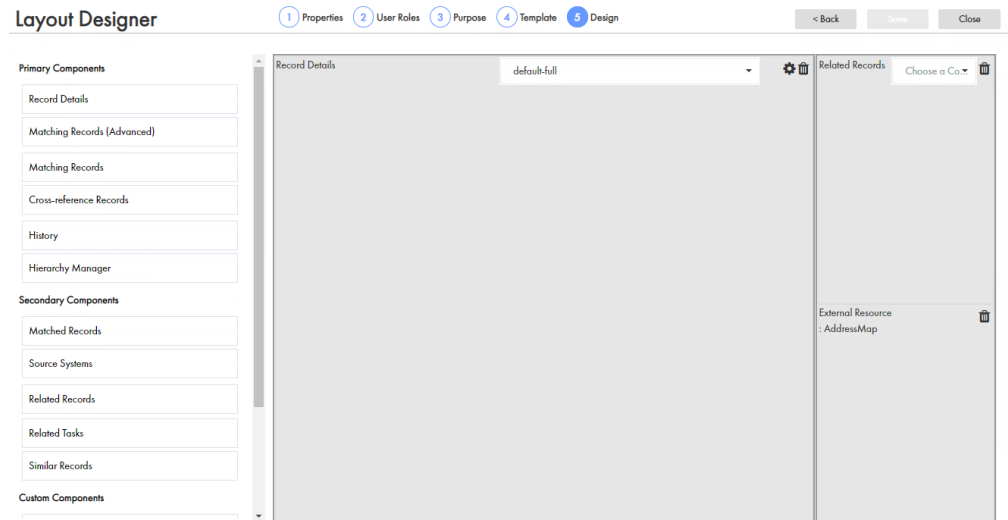 Layout Designer
1 Properties 2 User Roles 3 Purpose 4 Template 5 Design
< Back Save Close
Primary Components
Record Details
Matching Records (Advanced)
Matching Records
Cross-reference Records
History
Hierarchy Manager
Secondary Components
Matched Records
Source Systems
Related Records
Related Tasks
Similar Records
Custom Components
Record Details
default-full
Related Records
Choose a Co...
External Resource
: AddressMap